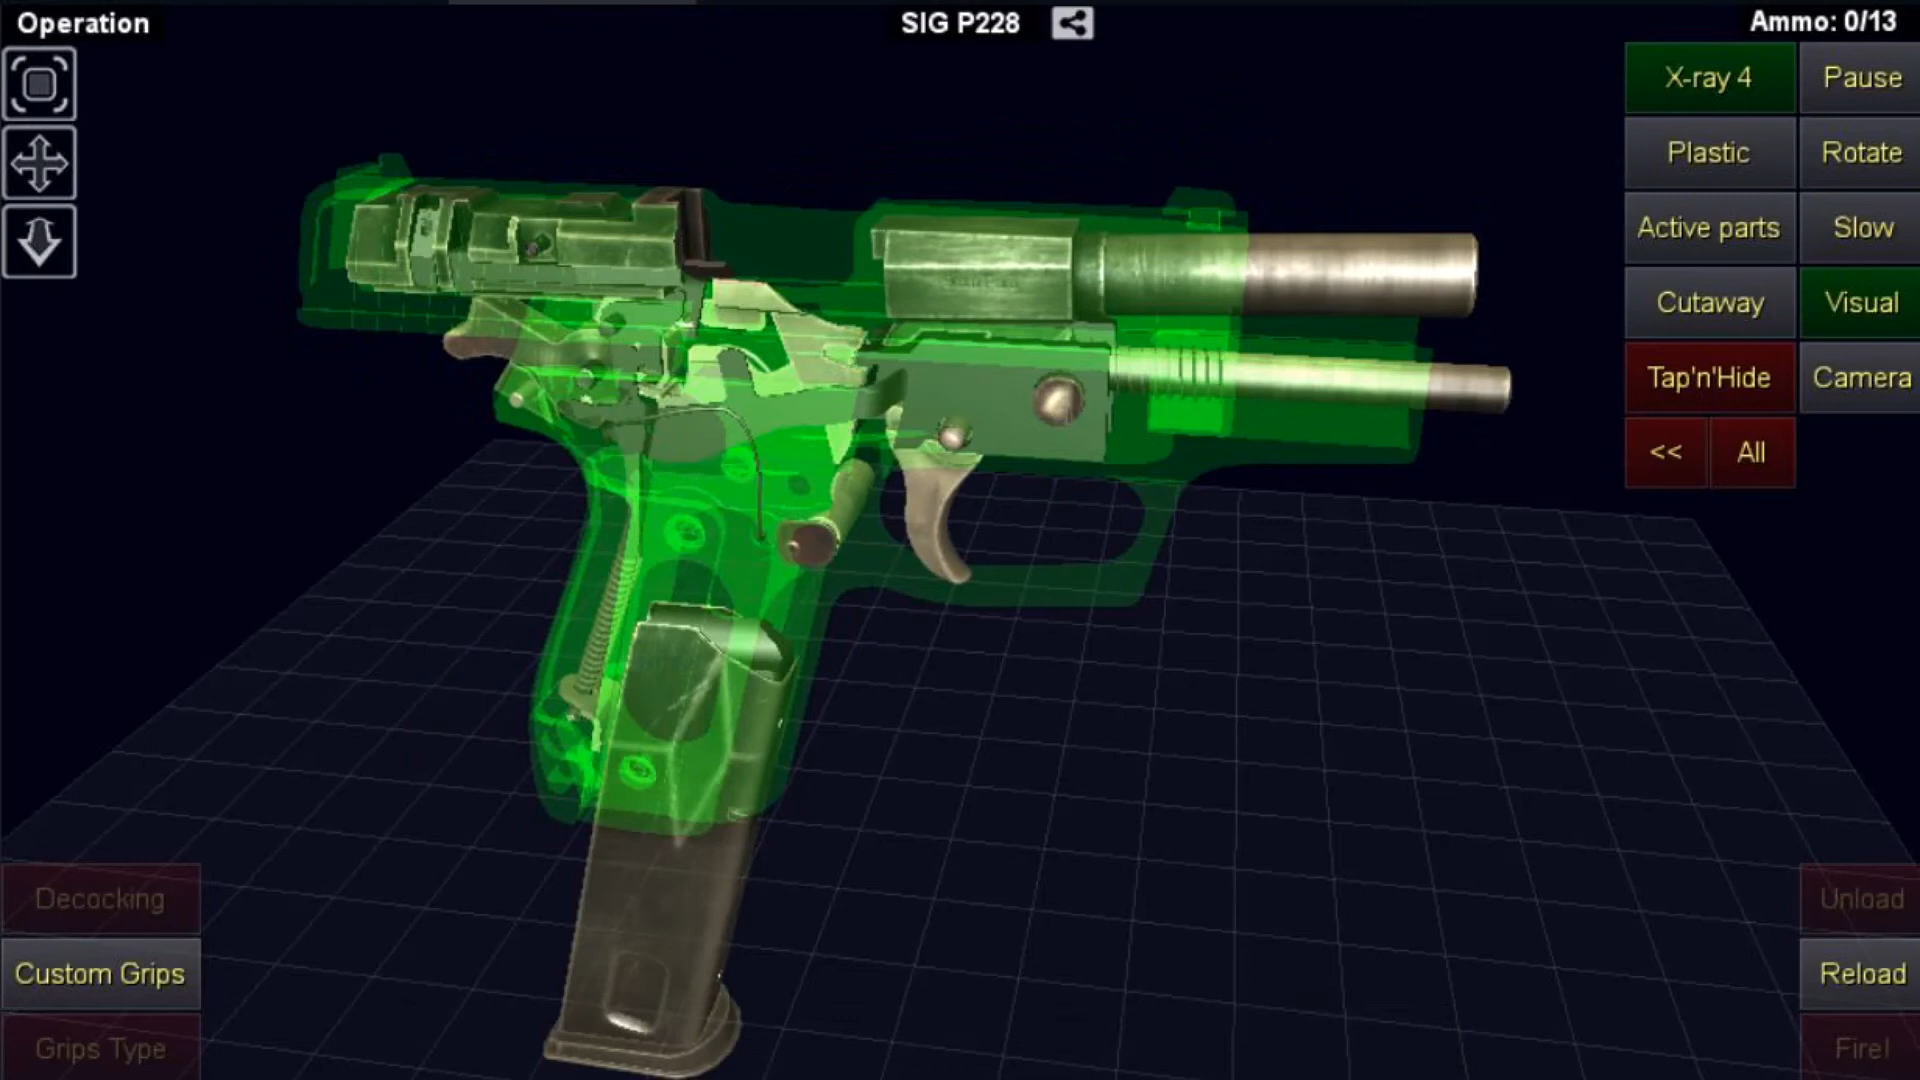 Operation
SIG P228
Ammo: 0/13
X-ray 4
Pause
Plastic
Rotate
Active parts
Slow
Cutaway
Visual
Tap'n'Hide
Camera
<<
All
Decocking
Unload
Custom Grips
Reload
Grips Type
Fire!